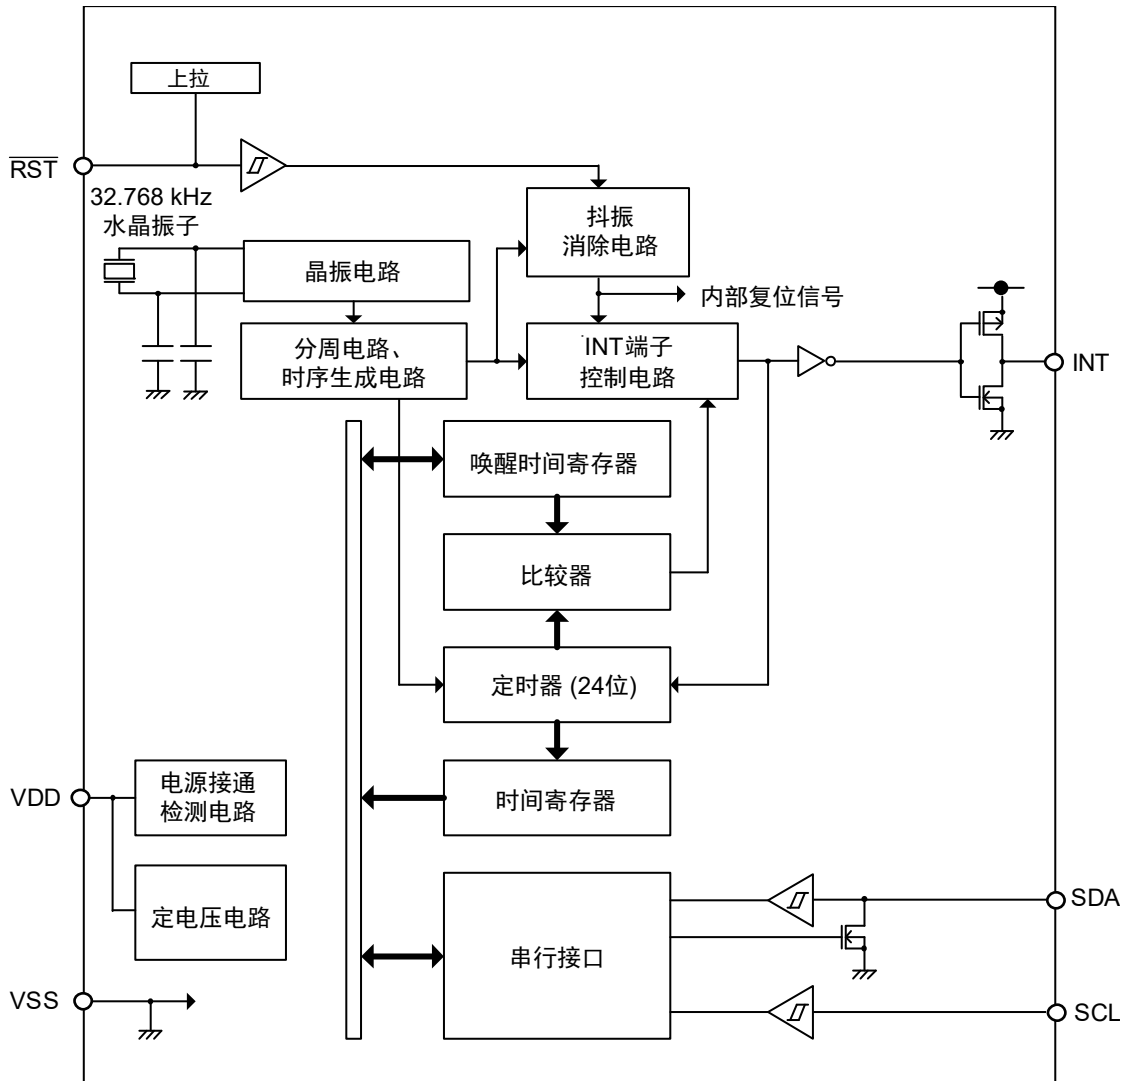 上拉
RST
32.768 kHz
水晶振子
抖振
消除电路
晶振电路
内部复位信号
分周电路、
时序生成电路
INT端子
控制电路
INT
唤醒时间寄存器
比较器
定时器 (24位)
VDD
电源接通
检测电路
时间寄存器
定电压电路
SDA
串行接口
VSS
SCL